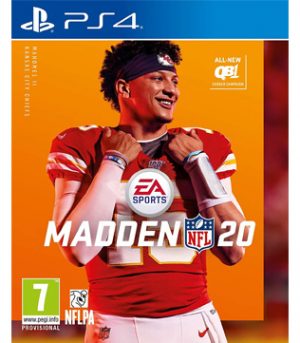 PS4
MAHOMES II
KANSAS CITY CHIEFS
ALL-NEW
QB1
EA
SPORTS
MADDEN NFL 20
7
www.pegi.info
PROVISIONAL
NFLPA